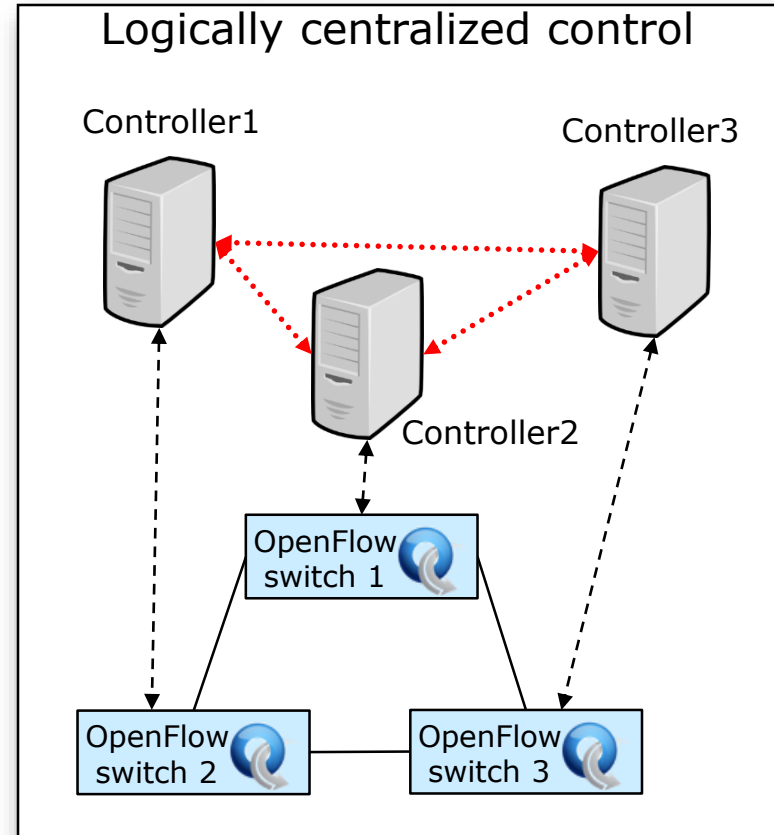 Logically centralized control
Controller1
Controller3
Controller2
OpenFlow
switch 1
OpenFlow
switch 2
OpenFlow
switch 3